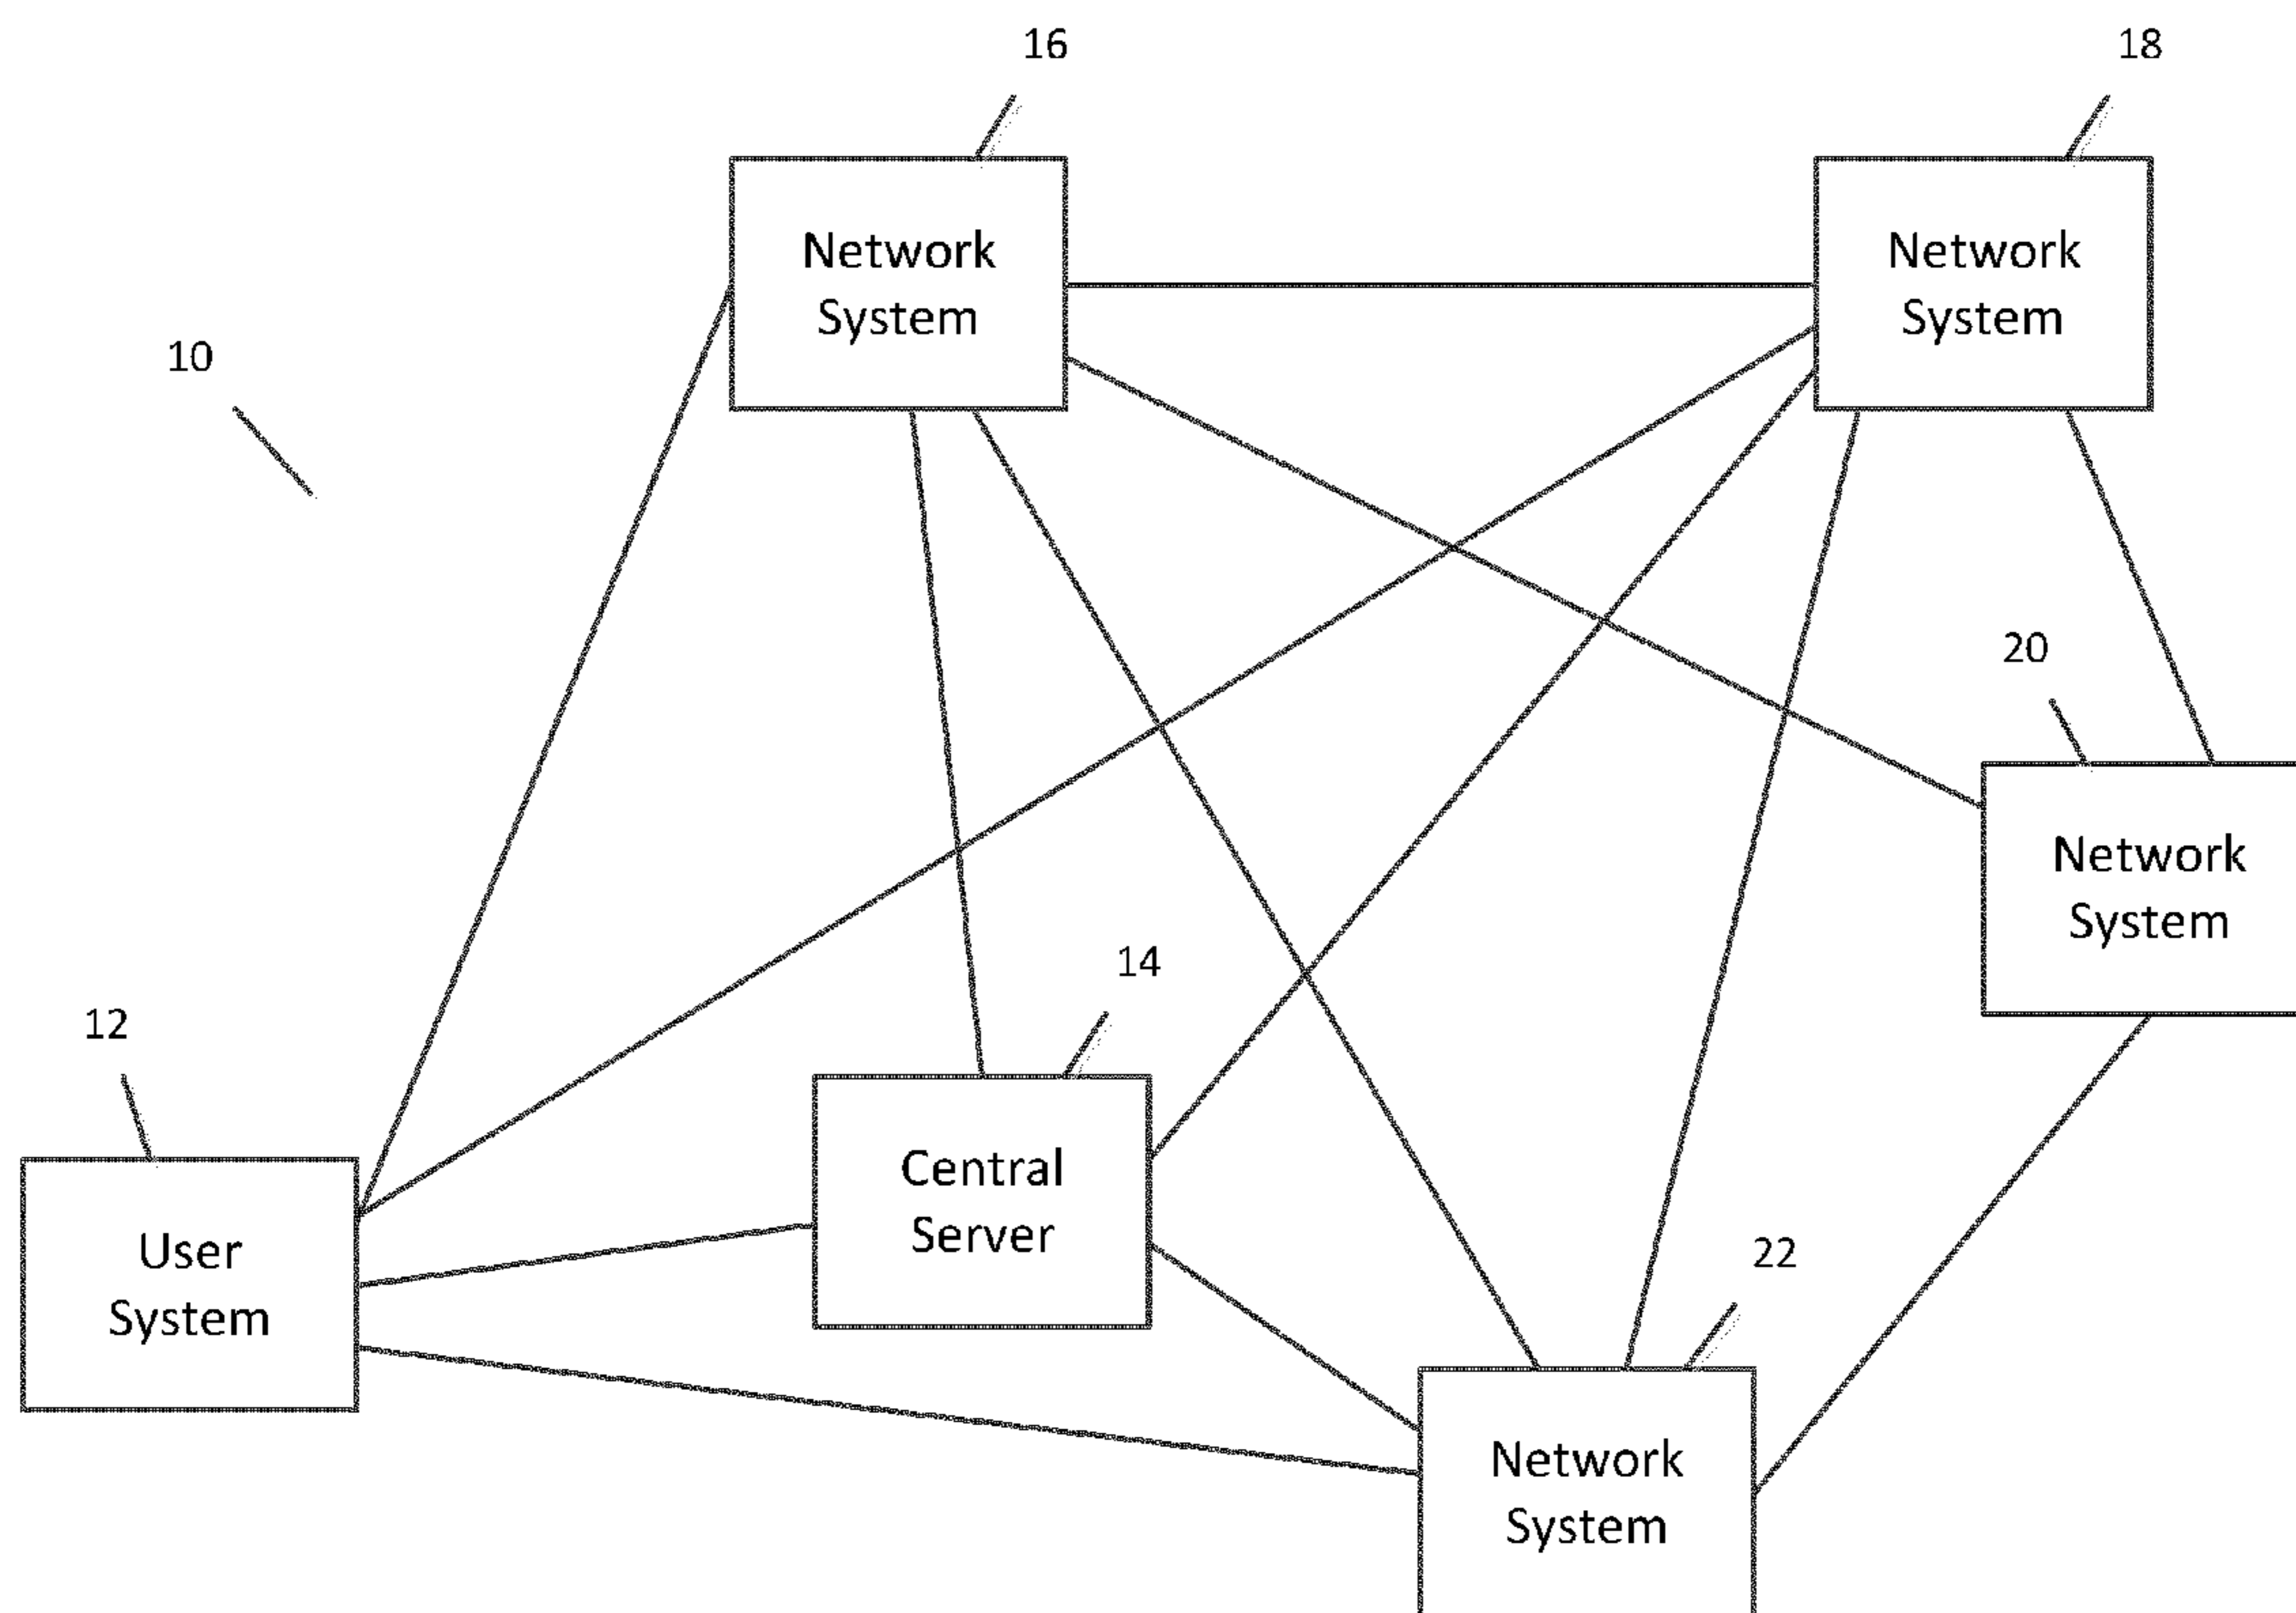 16
18
Network
System
Network
System
10
20
Network
System
14
12
Central
Server
User
System
22
Network
System